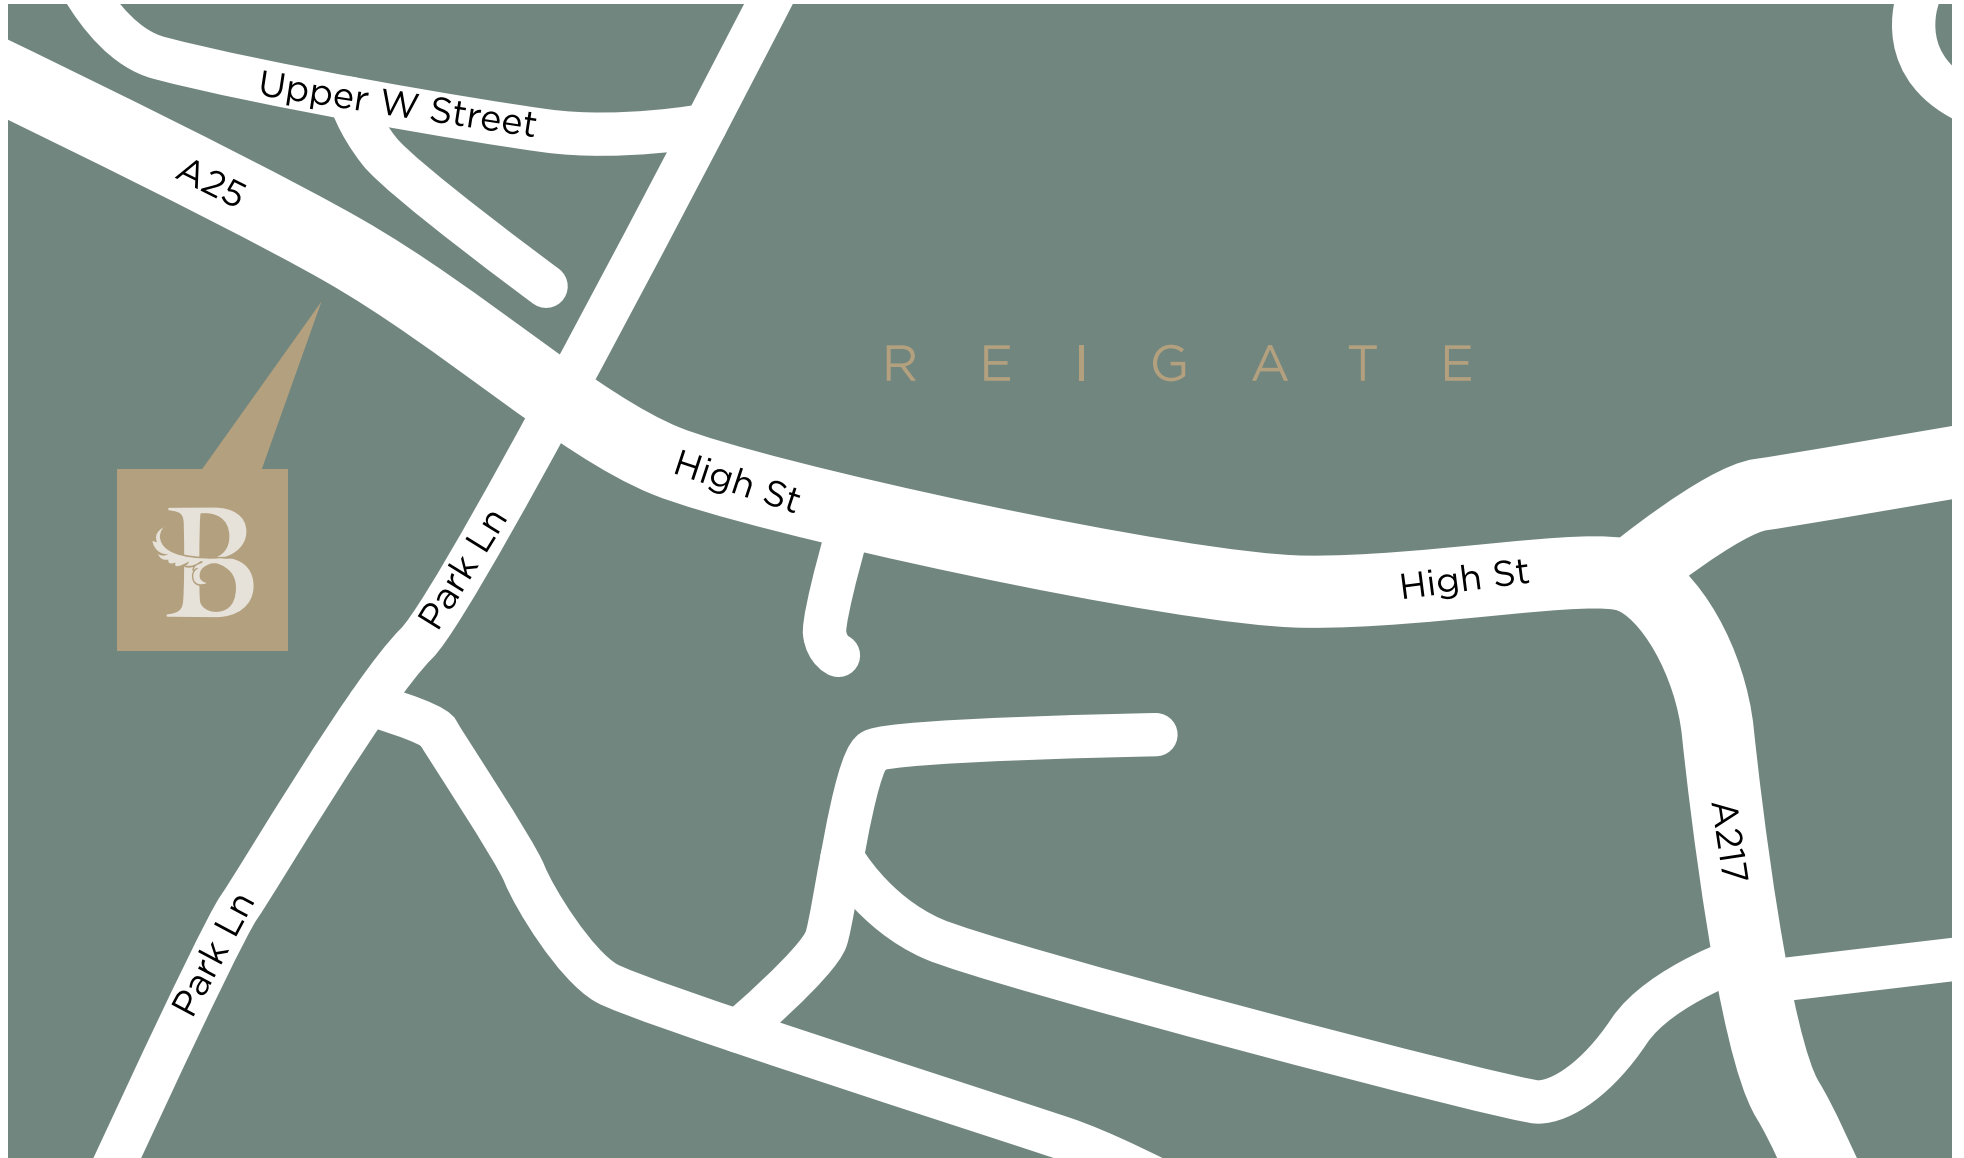 Upper W Street
A25
REIGATE
High St
Park Ln
High St
B
A217
Park Ln